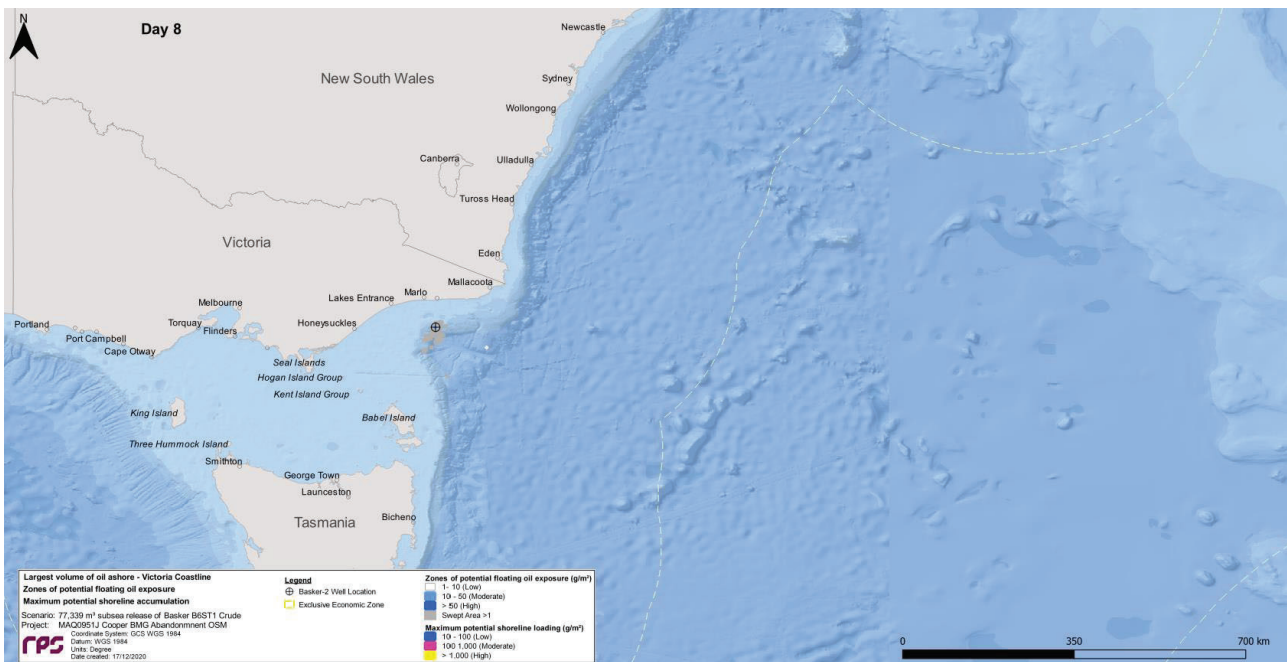 N
Day 8
Newcastle
New South Wales
Sydney
Wollongong
Canberra
Ulladulla
Tuross Head
Victoria
Eden
Mallacoota
Marlo
Lakes Entrance
Melbourne
Honeysuckles
Torquay
Flinders
Portland
Port Campbell
Cape Otway
Seal Islands
Hogan Island Group
Kent Island Group
King Island
Babel Island
Three Hummock Island
Smithton
George Town
Launceston
Tasmania
Bicheno
Largest volume of oil ashore - Victoria Coastline
Zones of potential floating oil exposure
Maximum potential shoreline accumulation
Scenario: 77,339 m³ subsea release of Basker B6ST1 Crude
Project: MAQ0951J Cooper BMG Abandonmnent OSM
rps
Coordinate System: GCS WGS 1984
Datum: WGS 1984
Units: Degree
Date created: 17/12/2020
Legend
Basker-2 Well Location
Exclusive Economic Zone
Zones of potential floating oil exposure (g/m²)
1- 10 (Low)
10 - 50 (Moderate)
> 50 (High)
Swept Area >1
Maximum potential shoreline loading (g/m²)
10 - 100 (Low)
100 1,000 (Moderate)
> 1,000 (High)
0 350 700 km